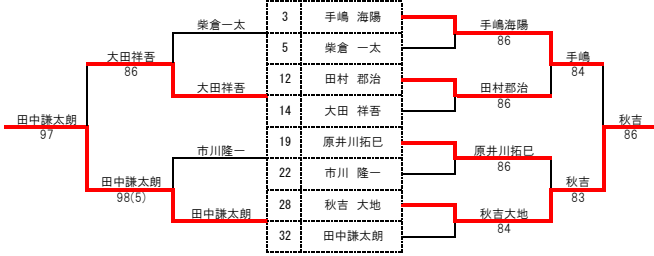 柴倉一太
大田祥吾
86
大田祥吾
田中謙太朗
97
市川隆一
田中謙太朗
98(5)
田中謙太朗
3 手嶋 海陽
5 柴倉 一太
12 田村 郡治
14 大田 祥吾
19 原井川拓巳
22 市川 隆一
28 秋吉 大地
32 田中謙太朗
手嶋海陽
86
手嶋
84
田村郡治
86
秋吉
86
原井川拓巳
86
秋吉
83
秋吉大地
84